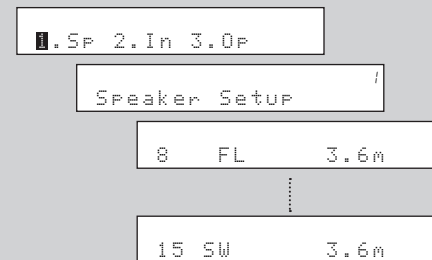 1.Sp 2.In 3.Op
1
Speaker Setup
8 FL 3.6m
15 SW 3.6m